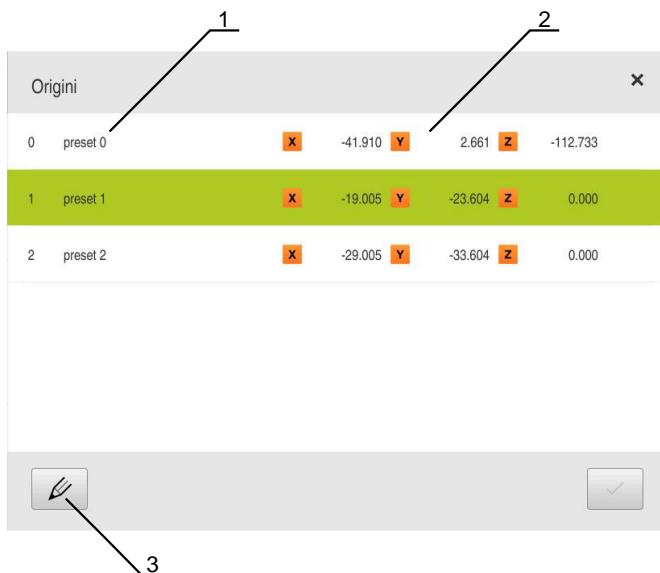 1 2
Origini ×
0 preset 0 X -41.910 Y 2.661 Z -112.733
1 preset 1 X -19.005 Y -23.604 Z 0.000
2 preset 2 X -29.005 Y -33.604 Z 0.000
3